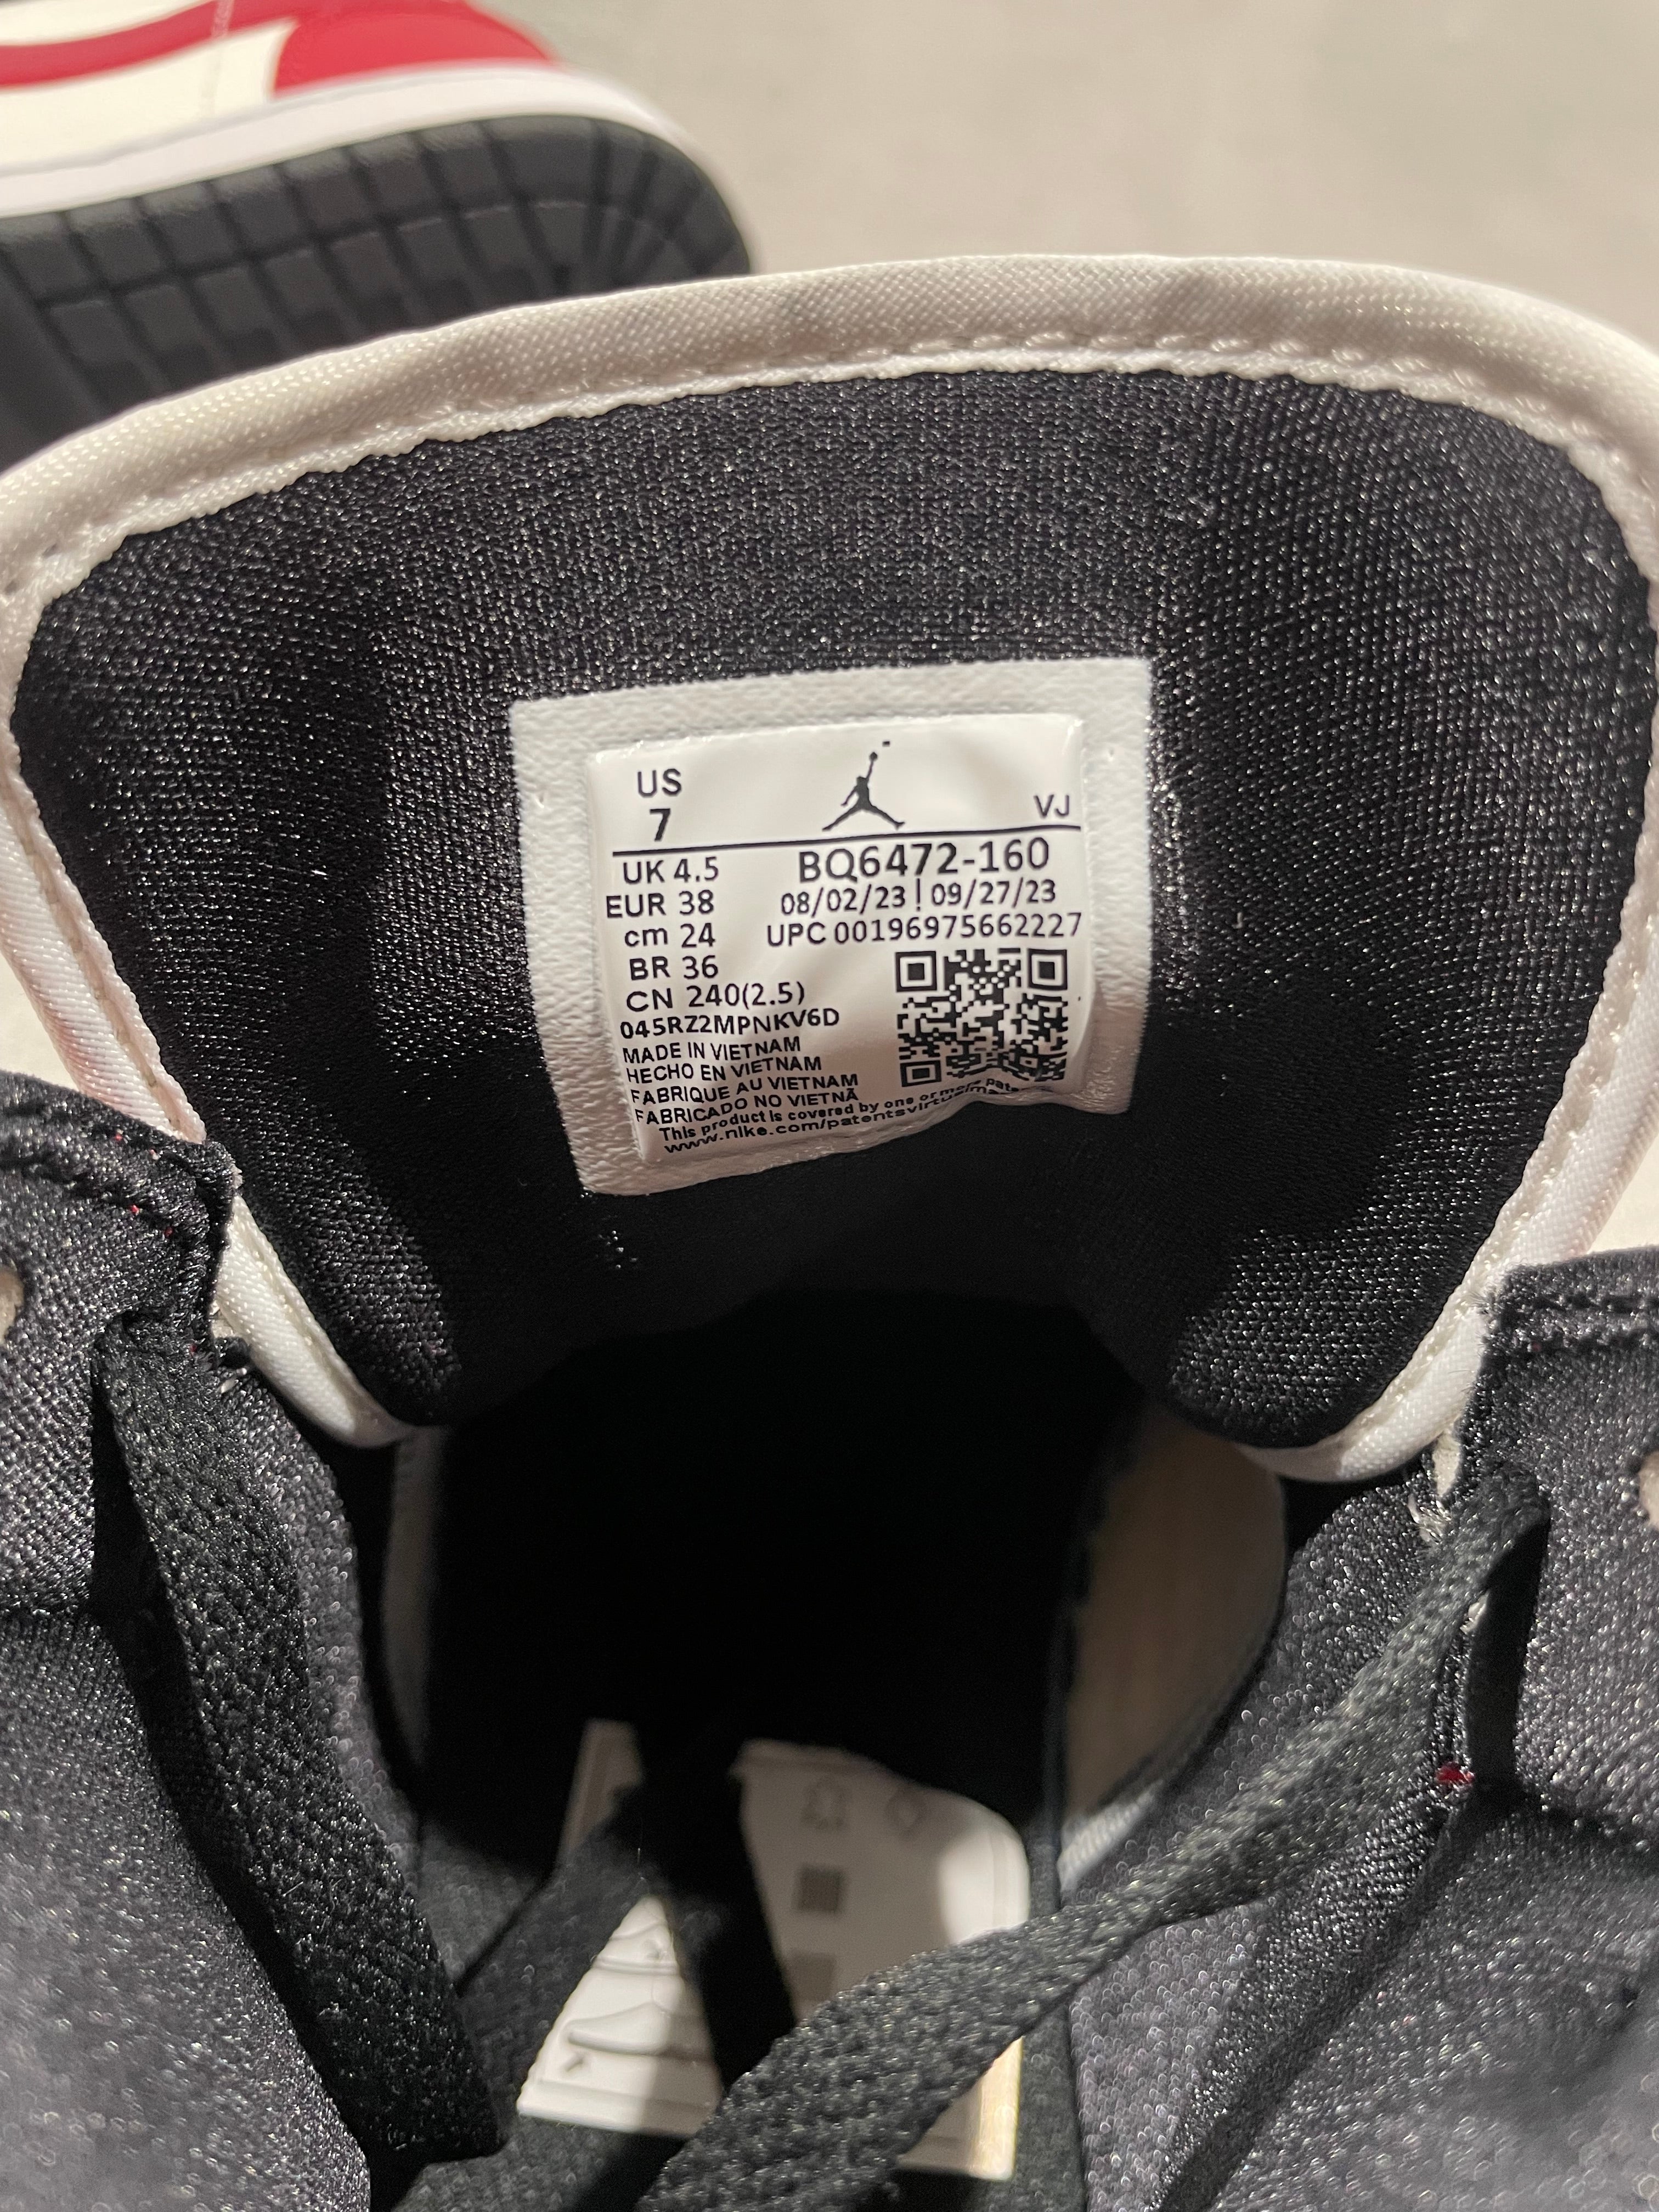 US
7
VJ
UK 4.5
BQ6472-160
EUR 38
08/02/23 | 09/27/23
cm 24
UPC 00196975662227
BR 36
CN 240(2.5)
045RZ2MPNKV6D
MADE IN VIETNAM
HECHO EN VIETNAM
FABRIQUE AU VIETNAM
FABRICADO NO VIETNÃ
This product is covered by one or more
www.nike.com/patentsvirtual